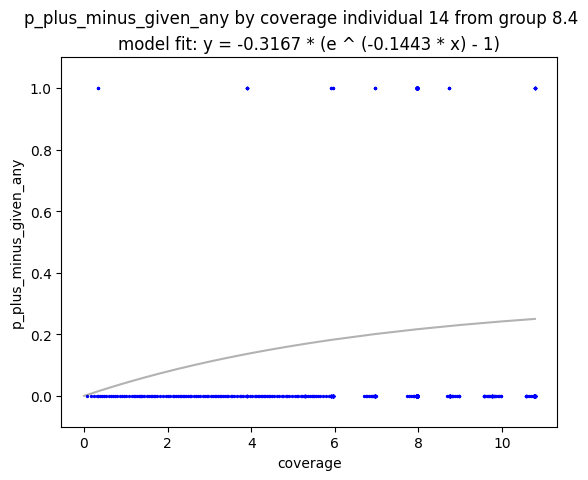 p_plus_minus_given_any by coverage individual 14 from group 8.4
model fit: y = -0.3167 * (e ^ (-0.1443 * x) - 1)
1.0
0.8
0.6
0.4
0.2
0.0
p_plus_minus_given_any
0 2 4 6 8 10
coverage